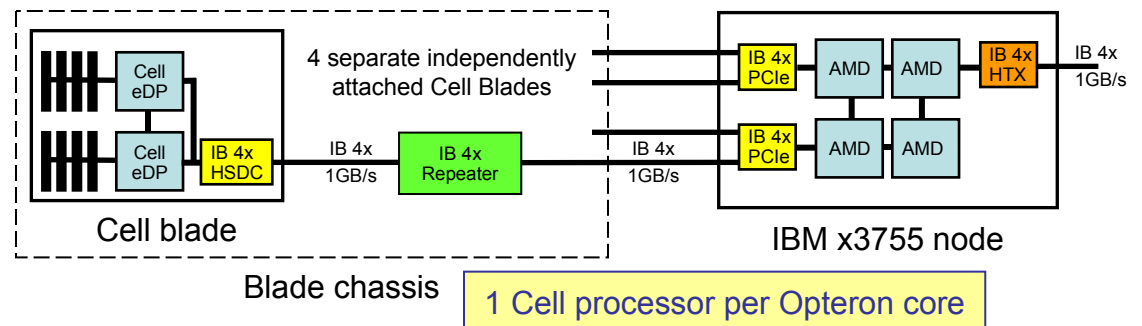 Cell
eDP
Cell
eDP
IB 4x
HSDC
Cell blade
IB 4x
1GB/s
IB 4x
Repeater
4 separate independently
attached Cell Blades
Blade chassis
IB 4x
1GB/s
IB 4x
PCIe
IB 4x
PCIe
AMD
AMD
AMD
AMD
IB 4x
HTX
IB 4x
1GB/s
IBM x3755 node
1 Cell processor per Opteron core